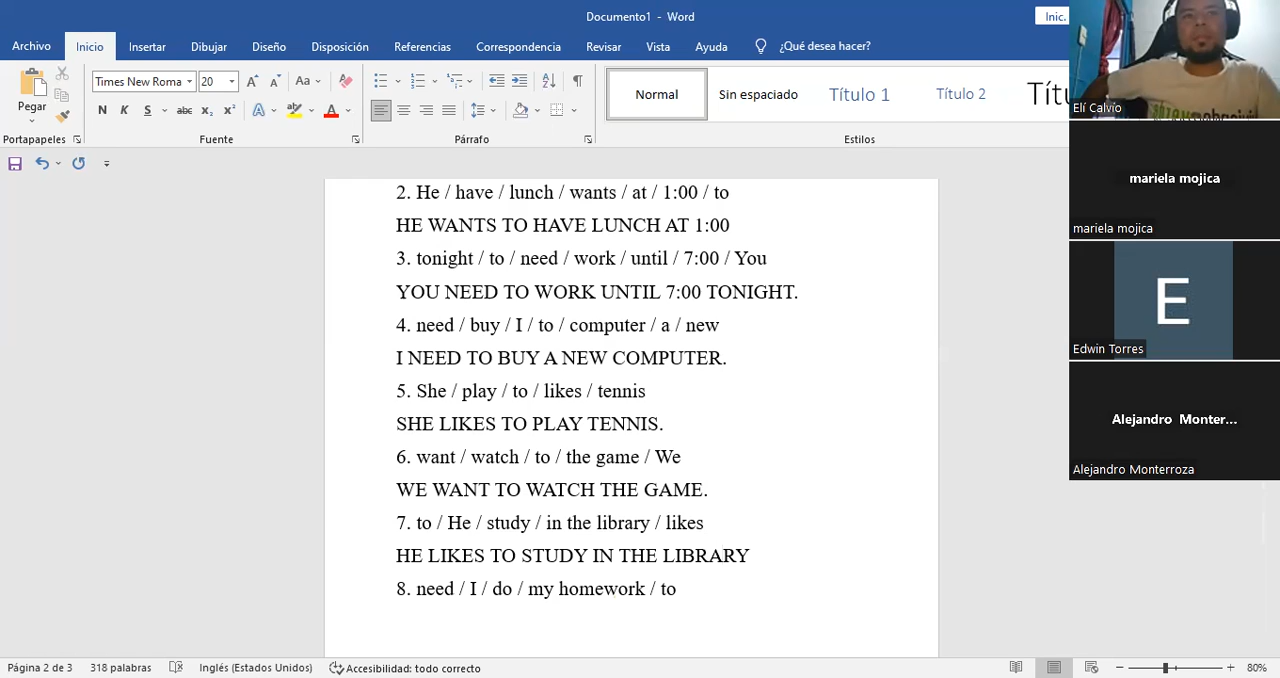 Documento1 - Word
Inic.
Archivo Inicio Insertar Dibujar Diseño Disposición Referencias Correspondencia Revisar Vista Ayuda ¿Qué desea hacer?
Times New Roma 20 Aa
Pegar
N K S abc x₂ x² A A
Normal Sin espaciado Título 1 Título 2 Títu
Portapapeles Fuente Párrafo Estilos
2. He / have / lunch / wants / at / 1:00 / to
HE WANTS TO HAVE LUNCH AT 1:00
3. tonight / to / need / work / until / 7:00 / You
YOU NEED TO WORK UNTIL 7:00 TONIGHT.
4. need / buy / I / to / computer / a / new
I NEED TO BUY A NEW COMPUTER.
5. She / play / to / likes / tennis
SHE LIKES TO PLAY TENNIS.
6. want / watch / to / the game / We
WE WANT TO WATCH THE GAME.
7. to / He / study / in the library / likes
HE LIKES TO STUDY IN THE LIBRARY
8. need / I / do / my homework / to
Elí Calvío
mariela mojica
mariela mojica
E
Edwin Torres
Alejandro Monter...
Alejandro Monterroza
Página 2 de 3 318 palabras Inglés (Estados Unidos) Accesibilidad: todo correcto 80%